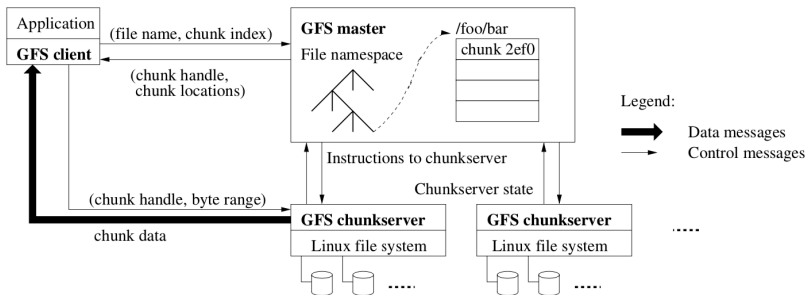 Application
GFS client
(file name, chunk index)
(chunk handle,
chunk locations)
GFS master
File namespace
/foo/bar
chunk 2ef0
Legend:
Data messages
Control messages
Instructions to chunkserver
Chunkserver state
(chunk handle, byte range)
chunk data
GFS chunkserver
Linux file system
GFS chunkserver
Linux file system